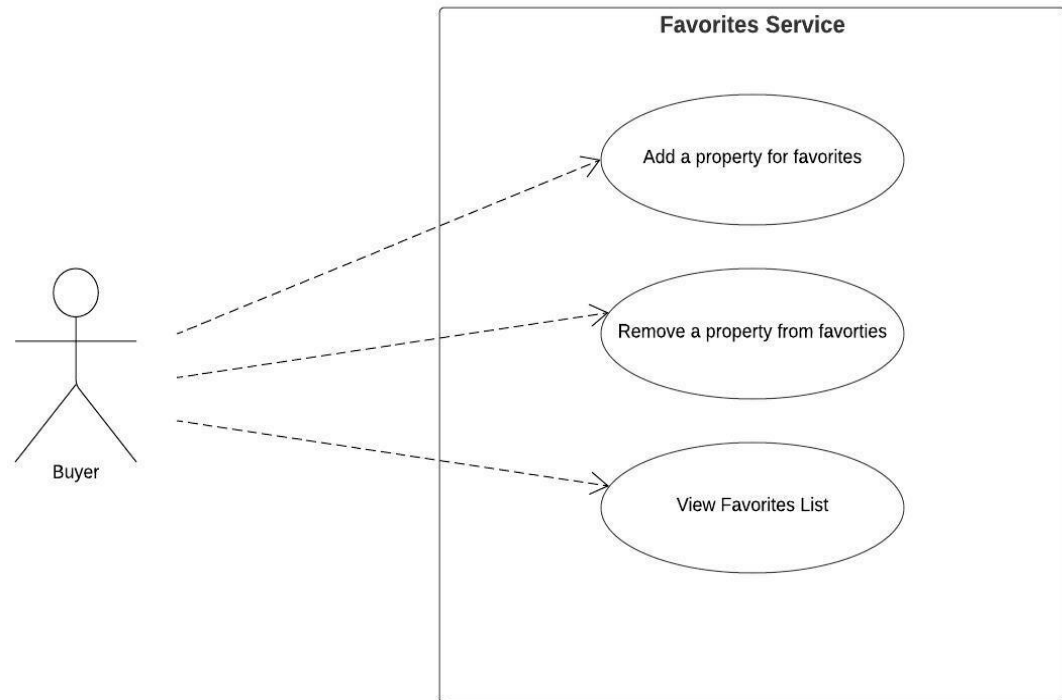 Favorites Service
Add a property for favorites
Remove a property from favorties
Buyer
View Favorites List